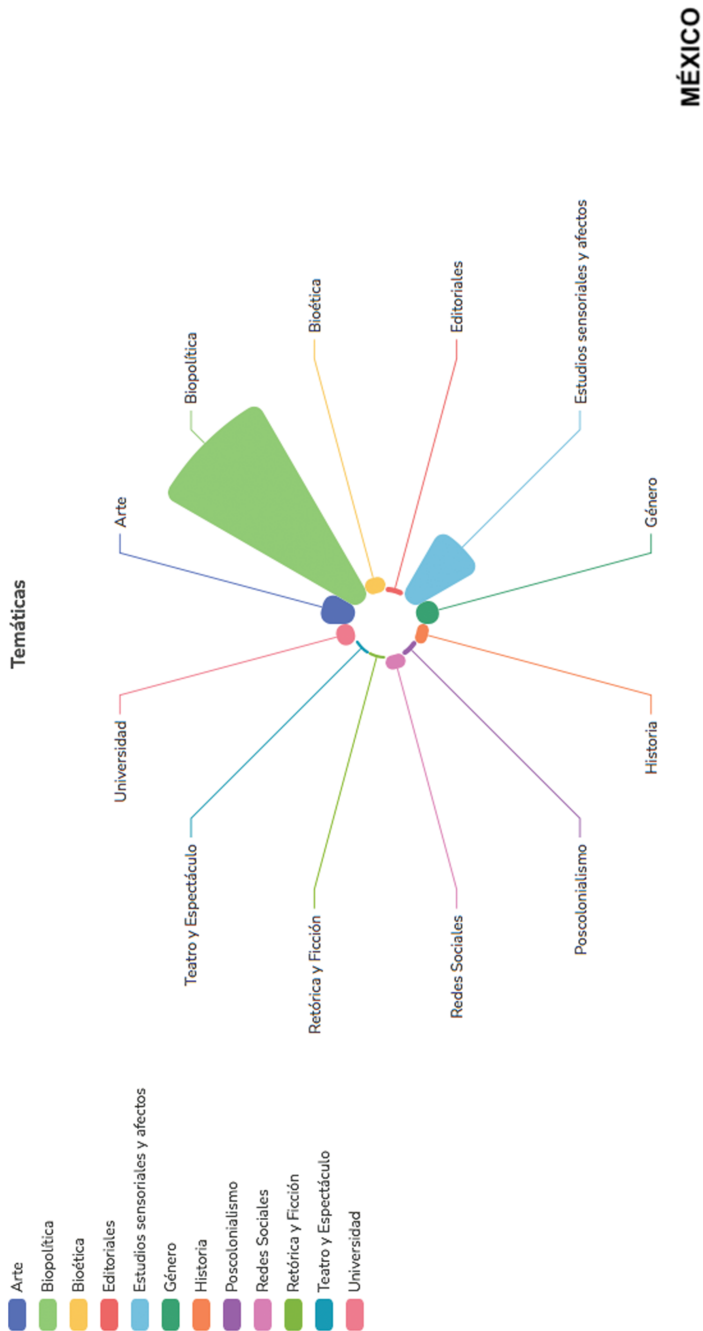 Temáticas
Arte
Biopolítica
Bioética
Editoriales
Estudios sensoriales y afectos
Género
Historia
Poscolonialismo
Redes Sociales
Retórica y Ficción
Teatro y Espectáculo
Universidad
Arte
Biopolítica
Bioética
Editoriales
Estudios sensoriales y afectos
Género
Historia
Poscolonialismo
Redes Sociales
Retórica y Ficción
Teatro y Espectáculo
Universidad
MÉXICO